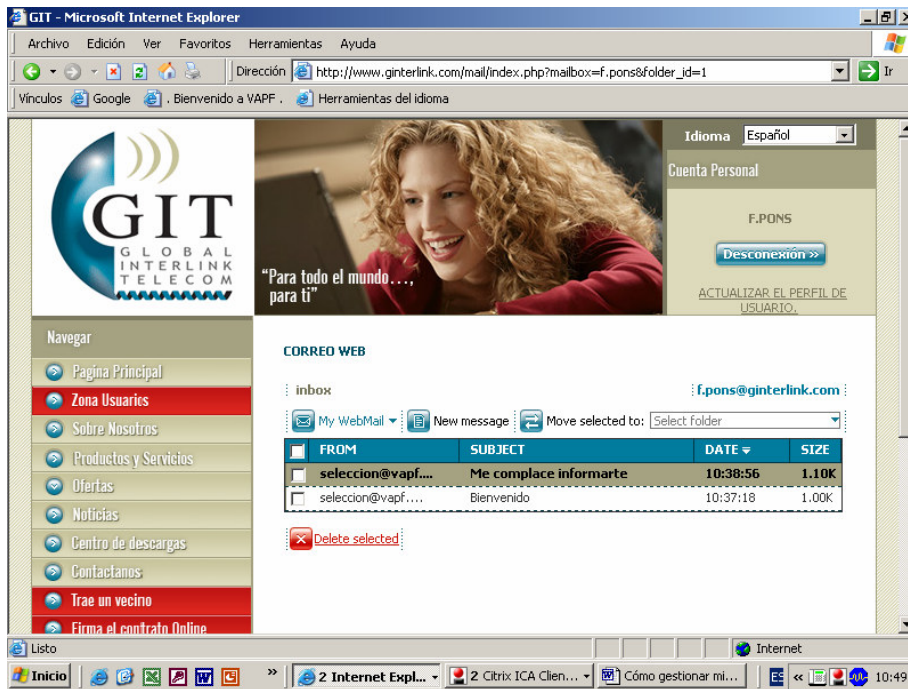 GIT - Microsoft Internet Explorer
Archivo Edición Ver Favoritos Herramientas Ayuda
Dirección http://www.ginterlink.com/mail/index.php?mailbox=f.pons&folder_id=1 Ir
Vínculos Google . Bienvenido a VAPF . Herramientas del idioma
GIT
GLOBAL
INTERLINK
TELECOM
“Para todo el mundo...,
para ti”
Idioma Español
Cuenta Personal
F.PONS
Desconexión »
ACTUALIZAR EL PERFIL DE
USUARIO.
Navegar
Pagina Principal
Zona Usuarios
Sobre Nosotros
Productos y Servicios
Ofertas
Noticias
Centro de descargas
Contactanos
Trae un vecino
Firma el contrato Online
CORREO WEB
inbox f.pons@ginterlink.com
My WebMail New message Move selected to: Select folder
FROM SUBJECT DATE SIZE
seleccion@vapf.... Me complace informarte 10:38:56 1.10K
seleccion@vapf.... Bienvenido 10:37:18 1.00K
Delete selected
Listo Internet
Inicio » 2 Internet Expl... 2 Citrix ICA Clien... Cómo gestionar mi... ES « 10:49